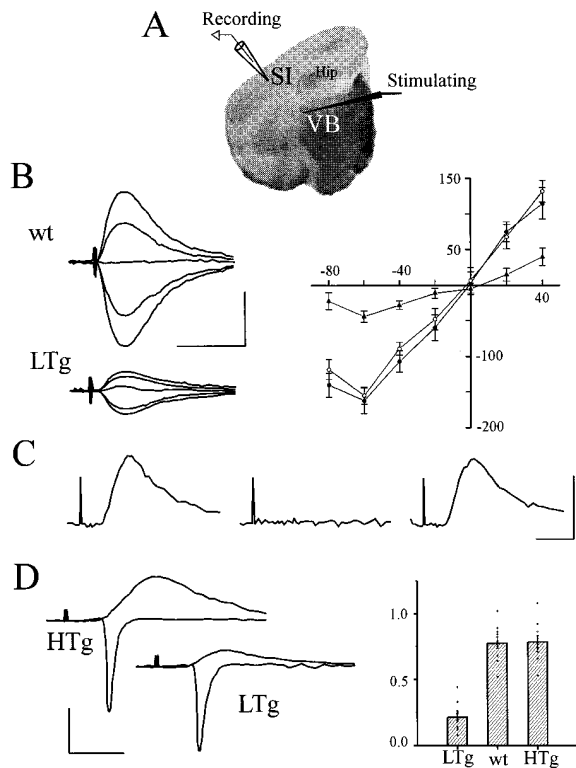 A
Recording
SI
Hip
Stimulating
VB
B
wt
LTg
150
50
-80
-40
40
-100
-200
C
D
HTg
LTg
1.0
0.5
0.0
LTg
wt
HTg